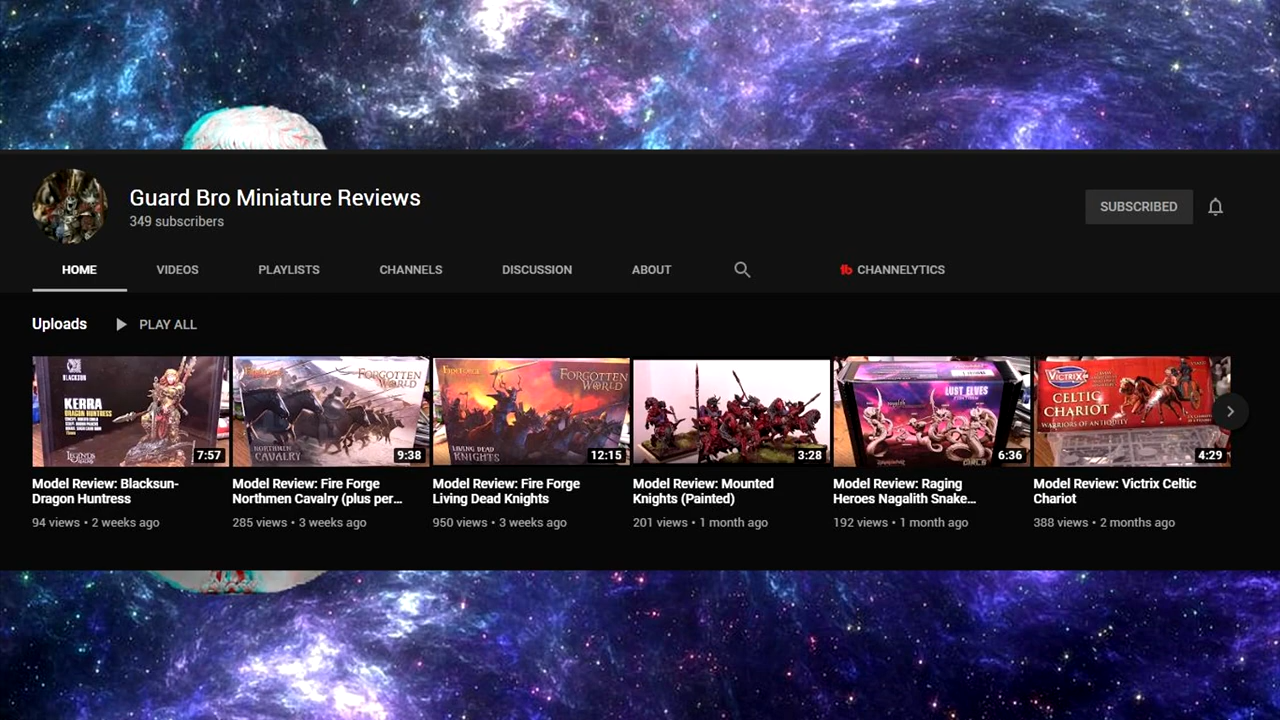 Guard Bro Miniature Reviews
349 subscribers
SUBSCRIBED
HOME VIDEOS PLAYLISTS CHANNELS DISCUSSION ABOUT CHANNELYTICS
Uploads PLAY ALL
BLACKSUN
KERRA
DRAGON HUNTRESS
7:57
FORGOTTEN
WORLD
NORTHMEN
CAVALRY
9:38
FORGOTTEN
WORLD
LIVING DEAD
KNIGHTS
12:15
3:28
LUST ELVES
6:36
VICTRIX
CELTIC
CHARIOT
WARRIORS OF ANTIQUITY
4:29
Model Review: Blacksun-
Dragon Huntress
94 views • 2 weeks ago
Model Review: Fire Forge
Northmen Cavalry (plus per...
285 views • 3 weeks ago
Model Review: Fire Forge
Living Dead Knights
950 views • 3 weeks ago
Model Review: Mounted
Knights (Painted)
201 views • 1 month ago
Model Review: Raging
Heroes Nagalith Snake...
192 views • 1 month ago
Model Review: Victrix Celtic
Chariot
388 views • 2 months ago